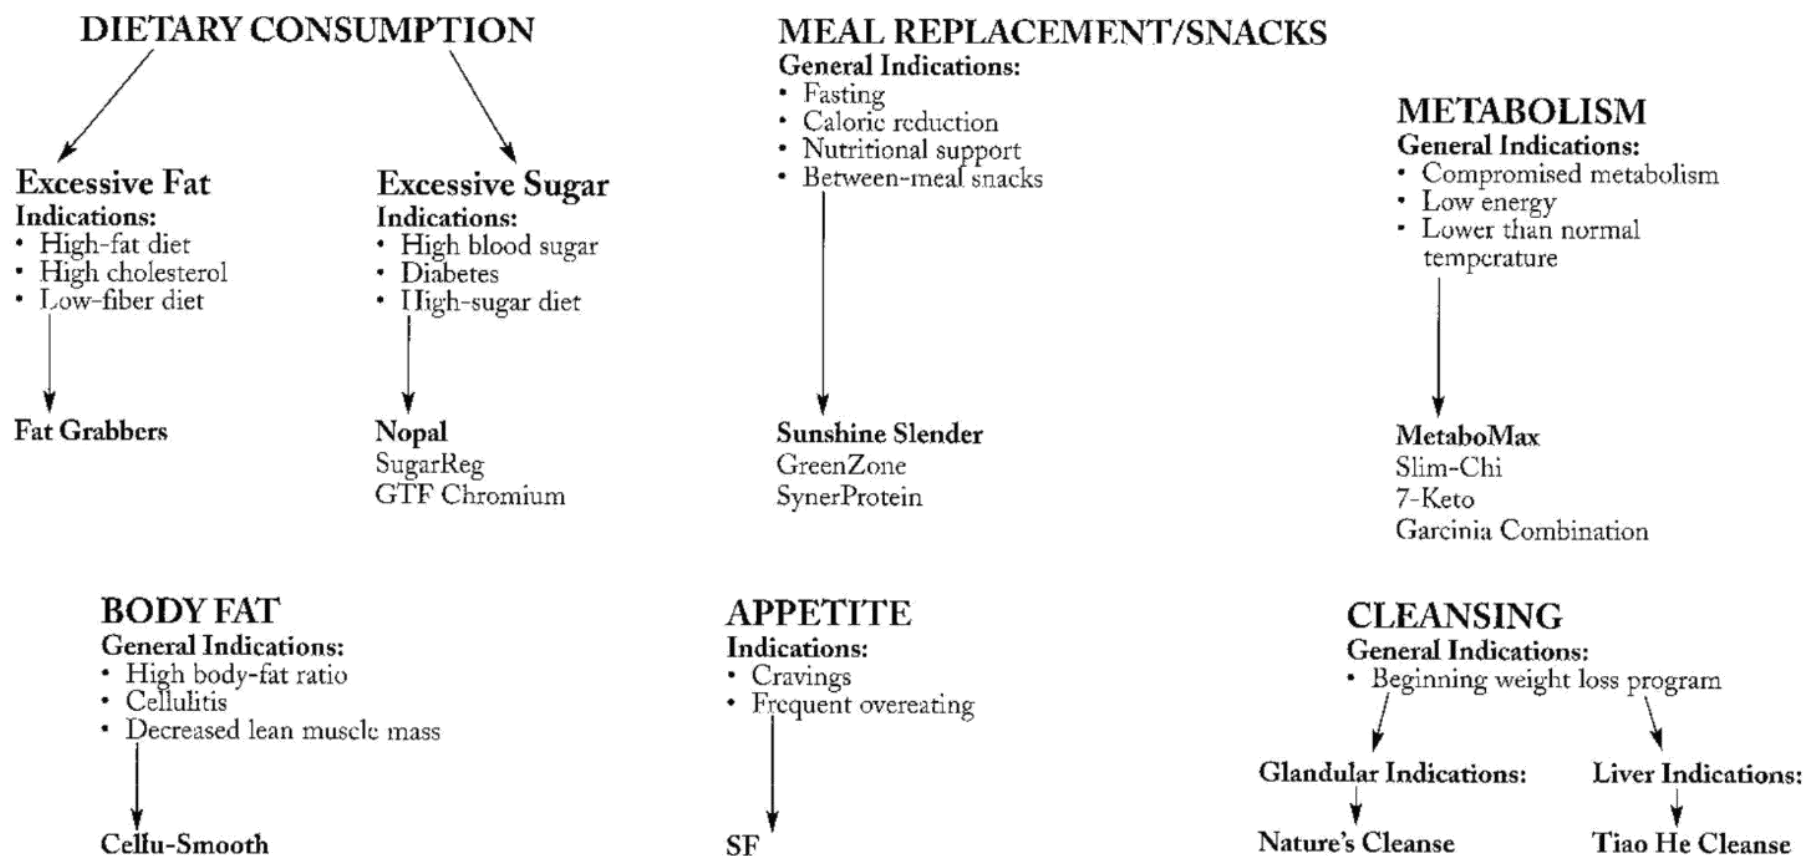 DIETARY CONSUMPTION
Excessive Fat
Indications:
• High-fat diet
• High cholesterol
• Low-fiber diet
Fat Grabbers
Excessive Sugar
Indications:
• High blood sugar
• Diabetes
• High-sugar diet
Nopal
SugarReg
GTF Chromium
MEAL REPLACEMENT/SNACKS
General Indications:
• Fasting
• Caloric reduction
• Nutritional support
• Between-meal snacks
Sunshine Slender
GreenZone
SynerProtein
METABOLISM
General Indications:
• Compromised metabolism
• Low energy
• Lower than normal
temperature
MetaboMax
Slim-Chi
7-Keto
Garcinia Combination
BODY FAT
General Indications:
• High body-fat ratio
• Cellulitis
• Decreased lean muscle mass
Cellu-Smooth
APPETITE
Indications:
• Cravings
• Frequent overeating
SF
CLEANSING
General Indications:
• Beginning weight loss program
Glandular Indications:
Nature's Cleanse
Liver Indications:
Tiao He Cleanse